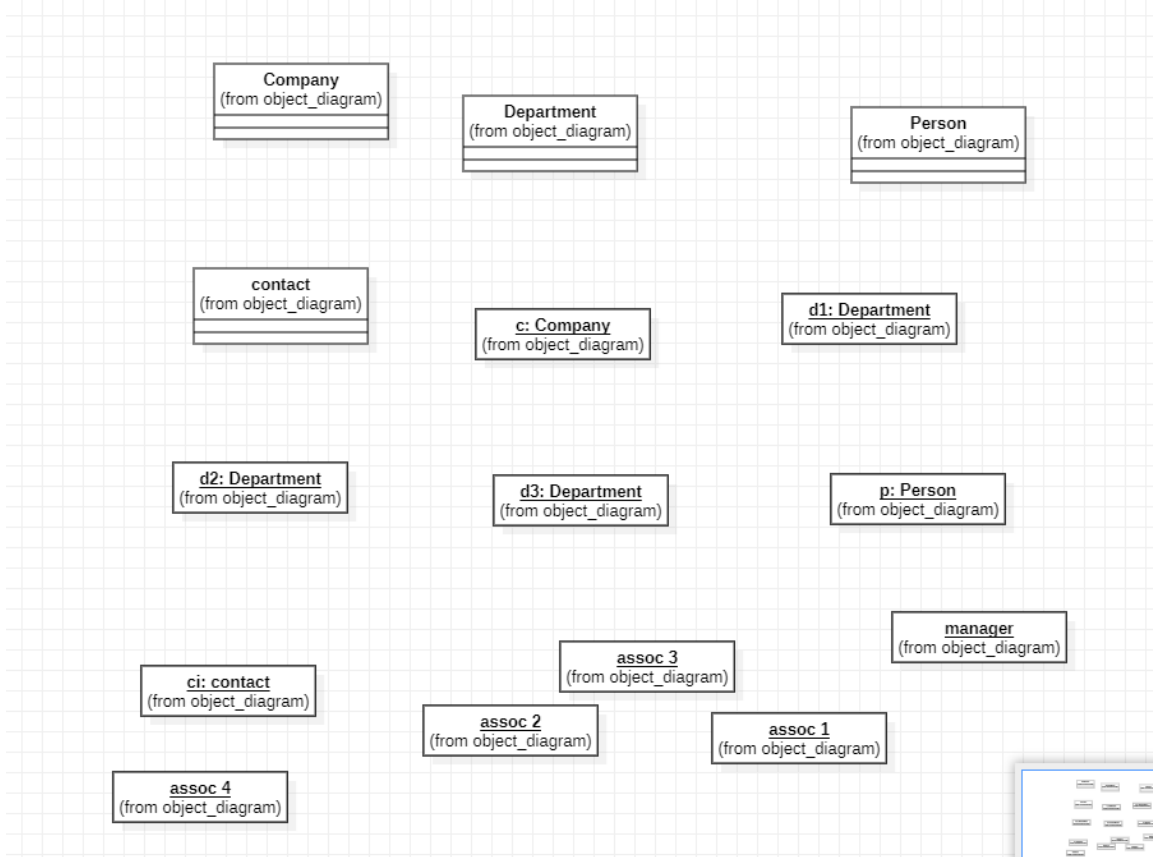 Company
(from object_diagram)
Department
(from object_diagram)
Person
(from object_diagram)
contact
(from object_diagram)
c: Company
(from object_diagram)
d1: Department
(from object_diagram)
d2: Department
(from object_diagram)
d3: Department
(from object_diagram)
p: Person
(from object_diagram)
manager
(from object_diagram)
assoc 3
(from object_diagram)
ci: contact
(from object_diagram)
assoc 2
(from object_diagram)
assoc 1
(from object_diagram)
assoc 4
(from object_diagram)